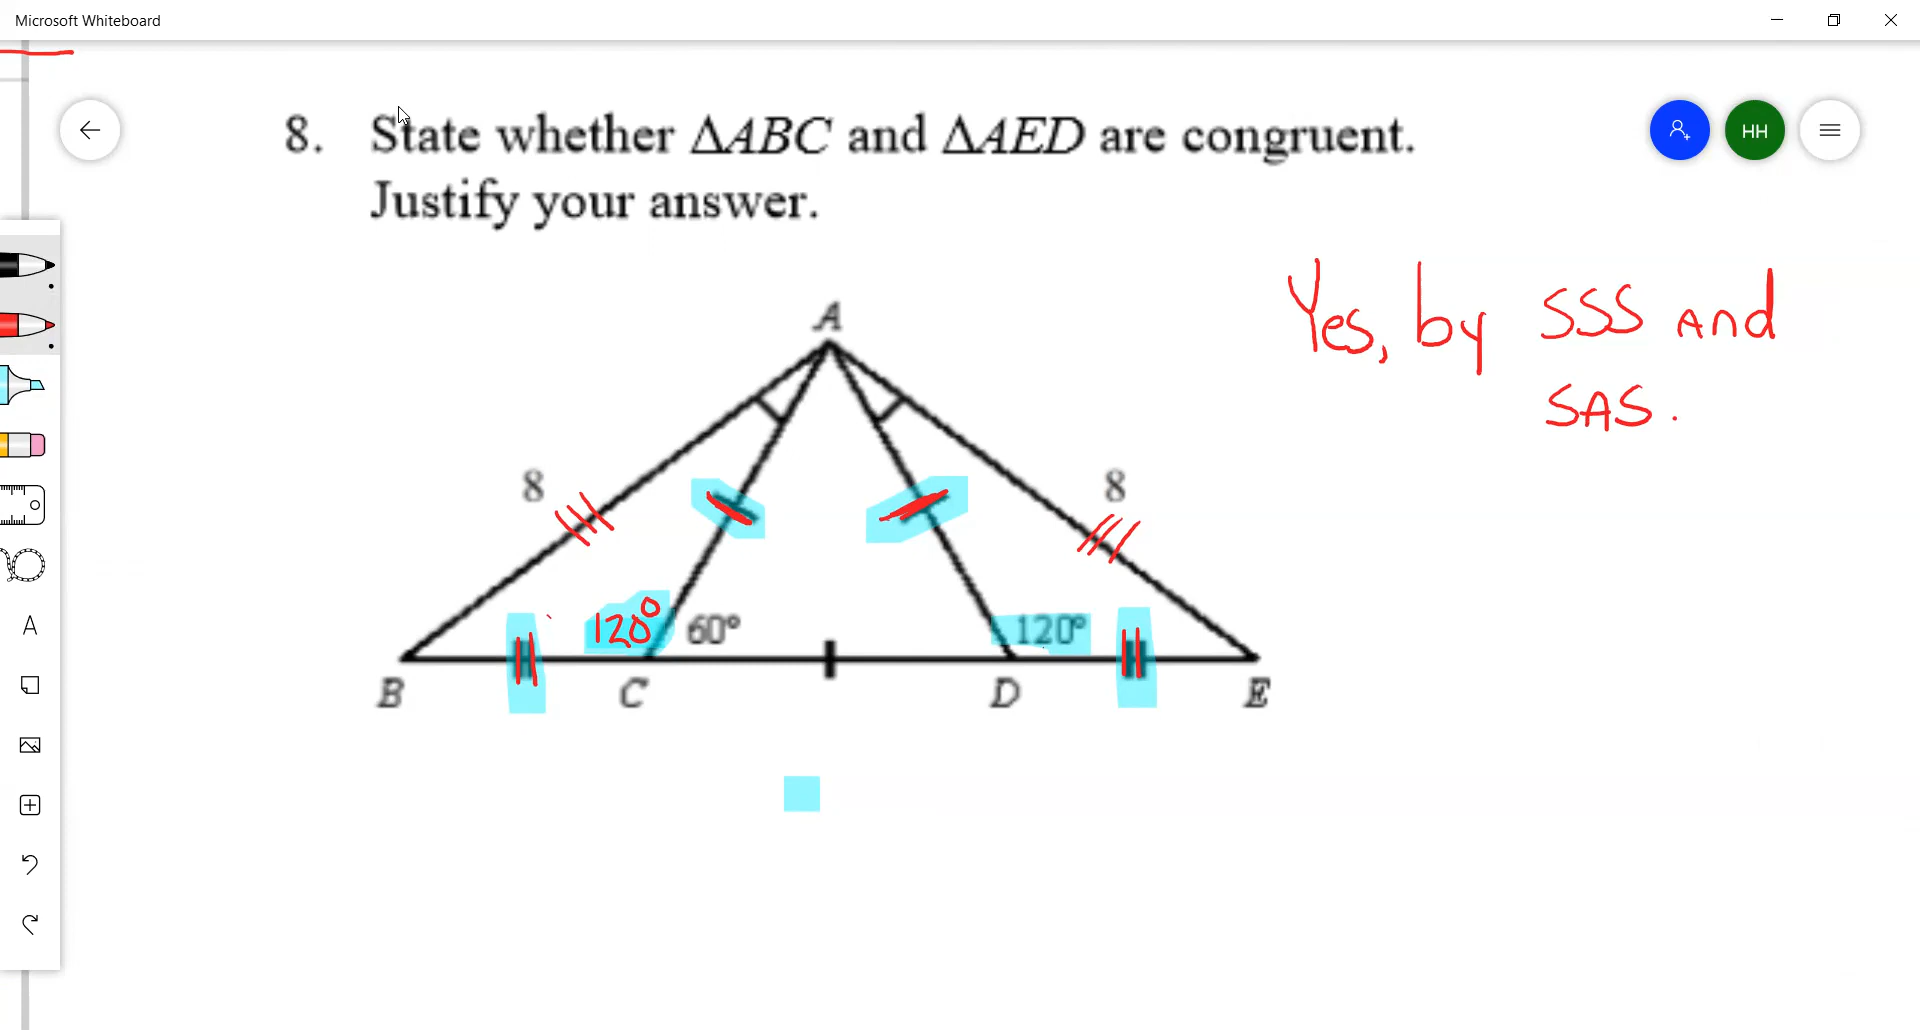 Microsoft Whiteboard
HH
8. State whether ΔABC and ΔAED are congruent.
Justify your answer.
Yes, by SSS and
SAS.
A
8
8
120°
60°
120°
B
C
D
E
A